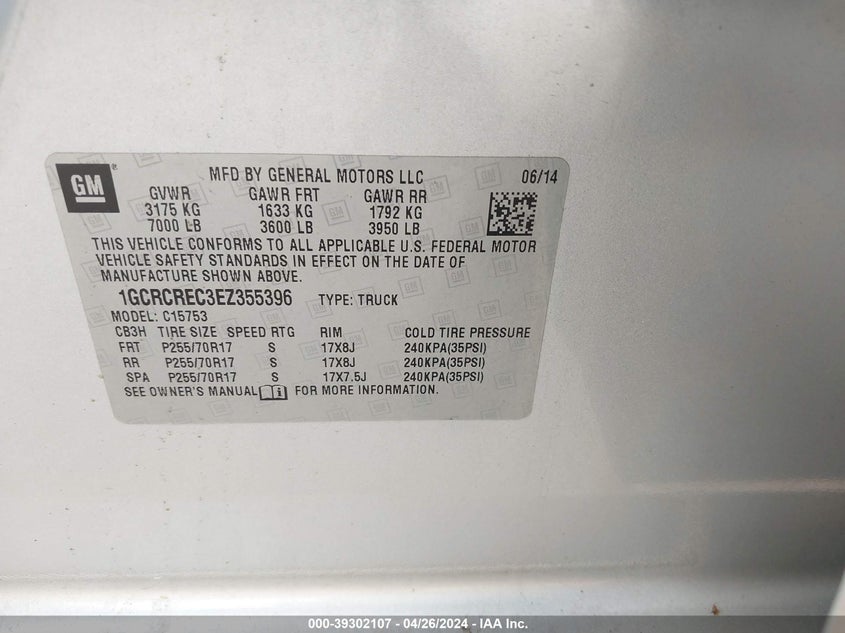 GM®
MFD BY GENERAL MOTORS LLC 06/14
GVWR GAWR FRT GAWR RR
3175 KG 1633 KG 1792 KG
7000 LB 3600 LB 3950 LB
THIS VEHICLE CONFORMS TO ALL APPLICABLE U.S. FEDERAL MOTOR
VEHICLE SAFETY STANDARDS IN EFFECT ON THE DATE OF
MANUFACTURE SHOWN ABOVE.
1GCRCREC3EZ355396 TYPE: TRUCK
MODEL: C15753
CB3H TIRE SIZE SPEED RTG RIM COLD TIRE PRESSURE
FRT P255/70R17 S 17X8J 240KPA(35PSI)
RR P255/70R17 S 17X8J 240KPA(35PSI)
SPA P255/70R17 S 17X7.5J 240KPA(35PSI)
SEE OWNER'S MANUAL FOR MORE INFORMATION.
000-39302107 - 04/26/2024 - IAA Inc.